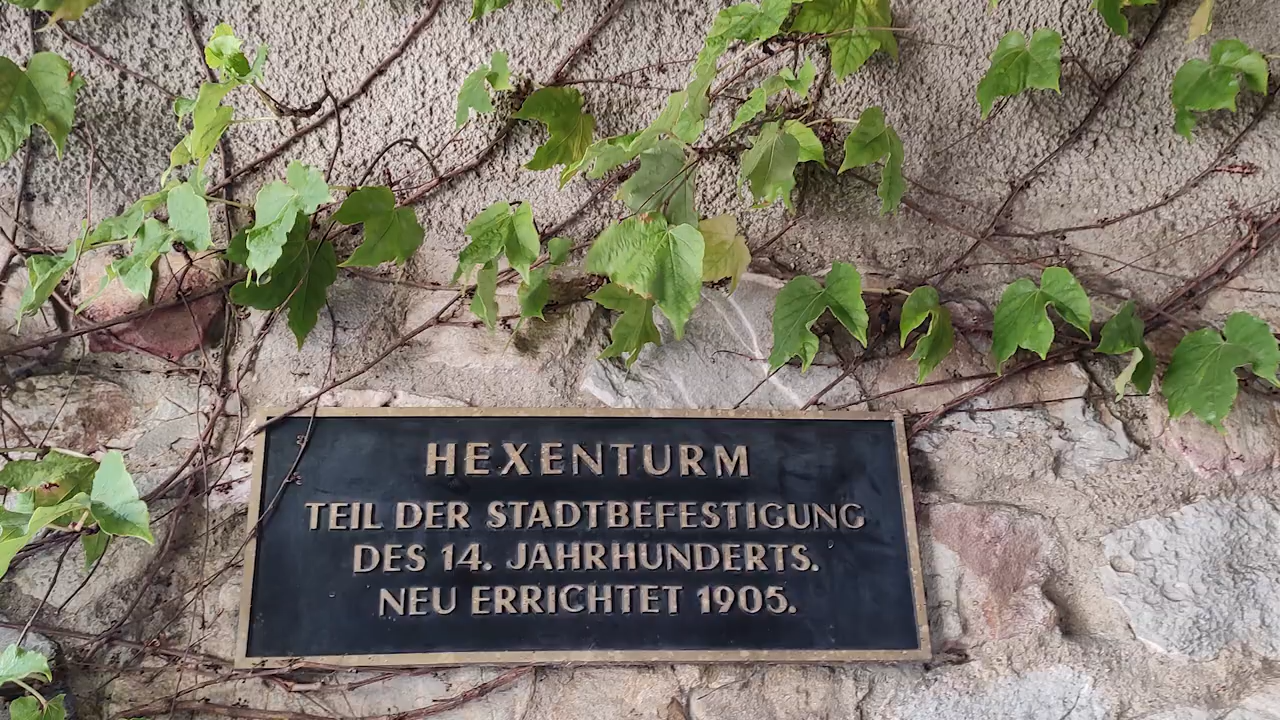 HEXENTURM
TEIL DER STADTBEFESTIGUNG
DES 14. JAHRHUNDERTS.
NEU ERRICHTET 1905.